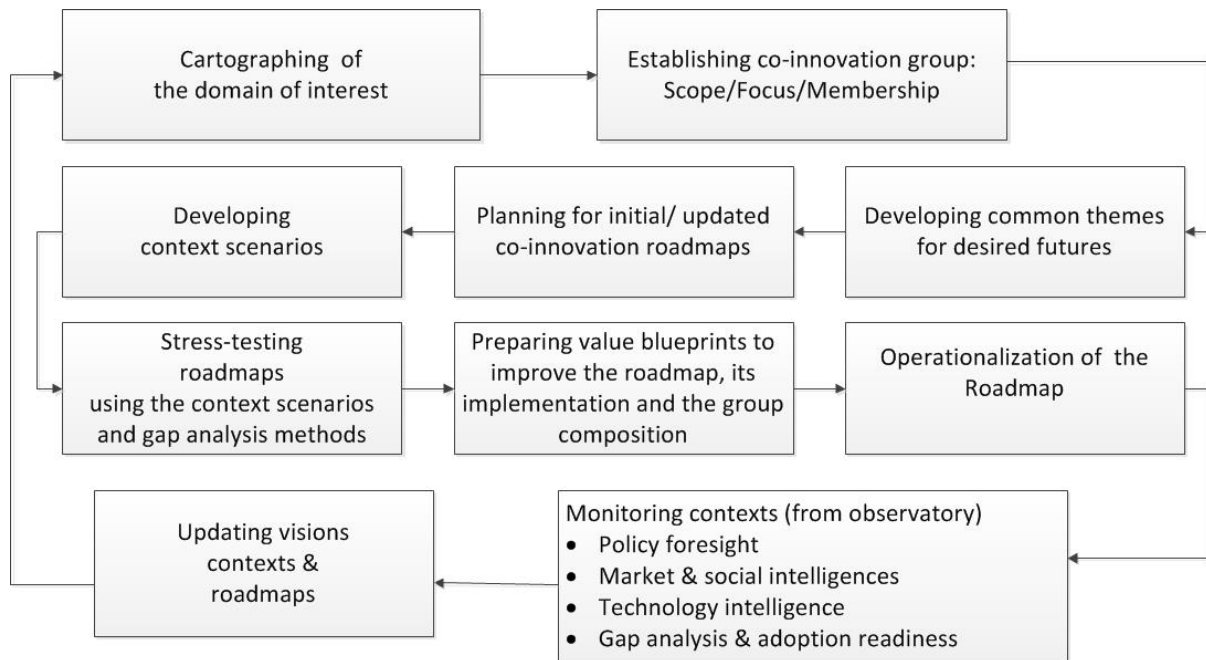 Cartographing of
the domain of interest
Establishing co-innovation group:
Scope/Focus/Membership
Developing
context scenarios
Planning for initial/ updated
co-innovation roadmaps
Developing common themes
for desired futures
Stress-testing
roadmaps
using the context scenarios
and gap analysis methods
Preparing value blueprints to
improve the roadmap, its
implementation and the group
composition
Operationalization of the
Roadmap
Updating visions
contexts &
roadmaps
Monitoring contexts (from observatory)
• Policy foresight
• Market & social intelligences
• Technology intelligence
• Gap analysis & adoption readiness